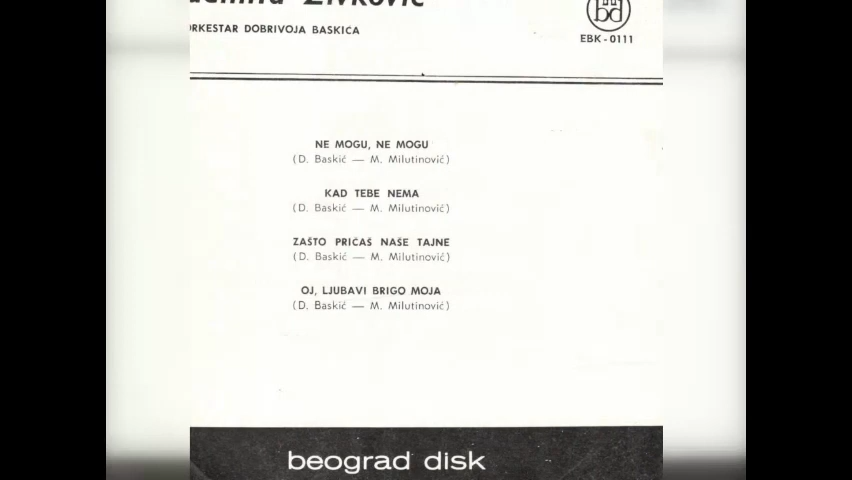 Živković
ORKESTAR DOBRIVOJA BASKICA
bd
EBK - 0111
NE MOGU, NE MOGU
(D. Baskić — M. Milutinović)
KAD TEBE NEMA
(D. Baskić — M. Milutinović)
ZAŠTO PRIČAŠ NAŠE TAJNE
(D. Baskić — M. Milutinović)
OJ, LJUBAVI BRIGO MOJA
(D. Baskić — M. Milutinović)
beograd disk